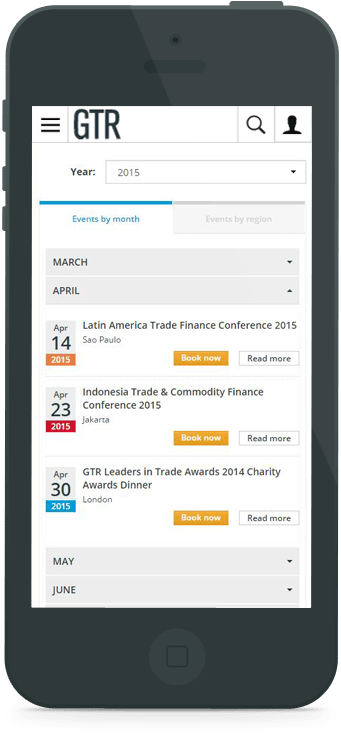 GTR
Year: 2015
Events by month Events by region
MARCH
APRIL
Apr
14
2015
Latin America Trade Finance Conference 2015
Sao Paulo
Book now Read more
Apr
23
2015
Indonesia Trade & Commodity Finance
Conference 2015
Jakarta
Book now Read more
Apr
30
2015
GTR Leaders in Trade Awards 2014 Charity
Awards Dinner
London
Book now Read more
MAY
JUNE